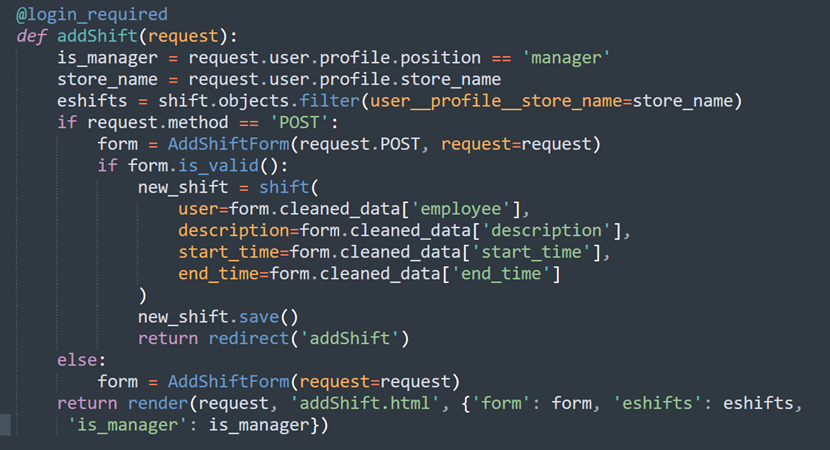 @login_required
def addShift(request):
    is_manager = request.user.profile.position == 'manager'
    store_name = request.user.profile.store_name
    eshifts = shift.objects.filter(user__profile__store_name=store_name)
    if request.method == 'POST':
        form = AddShiftForm(request.POST, request=request)
        if form.is_valid():
            new_shift = shift(
                user=form.cleaned_data['employee'],
                description=form.cleaned_data['description'],
                start_time=form.cleaned_data['start_time'],
                end_time=form.cleaned_data['end_time']
            )
            new_shift.save()
            return redirect('addShift')
    else:
        form = AddShiftForm(request=request)
    return render(request, 'addShift.html', {'form': form, 'eshifts': eshifts,
     'is_manager': is_manager})